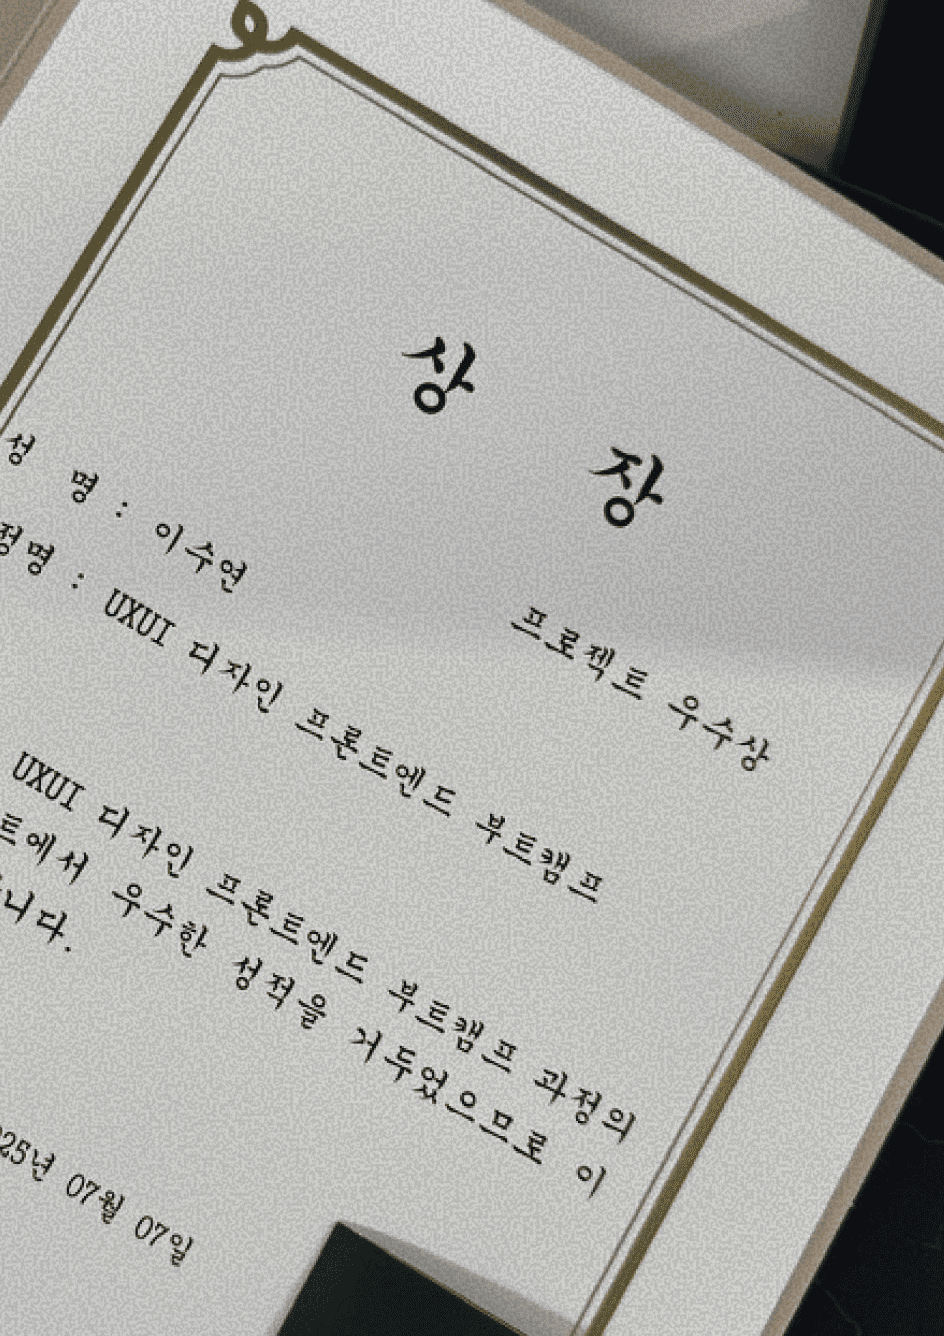 상 장
프로젝트 우수상
성 명 : 이수연
정명 : UXUI 디자인 프론트엔드 부트캠프
UXUI 디자인 프론트엔드 부트캠프 과정의
트에서 우수한 성적을 거두었으므로 이
니다.
25년 07월 07일